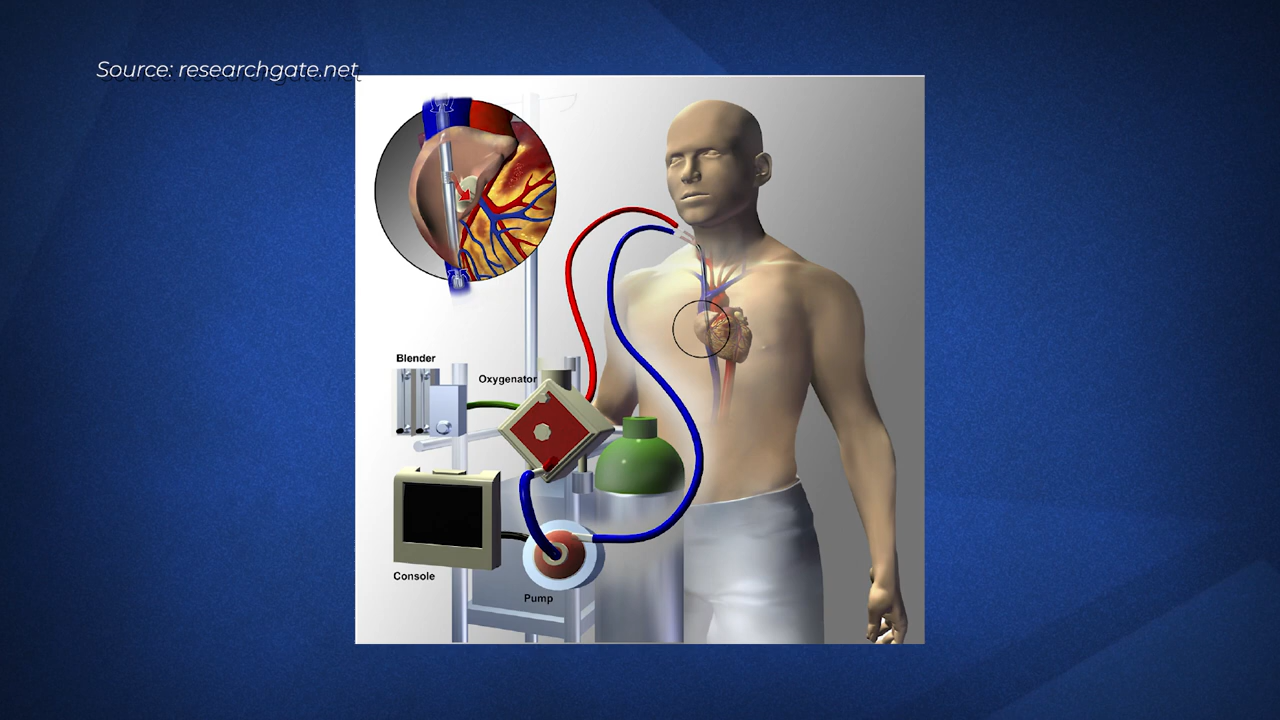 Source: researchgate.net
Blender
Oxygenator
Console
Pump